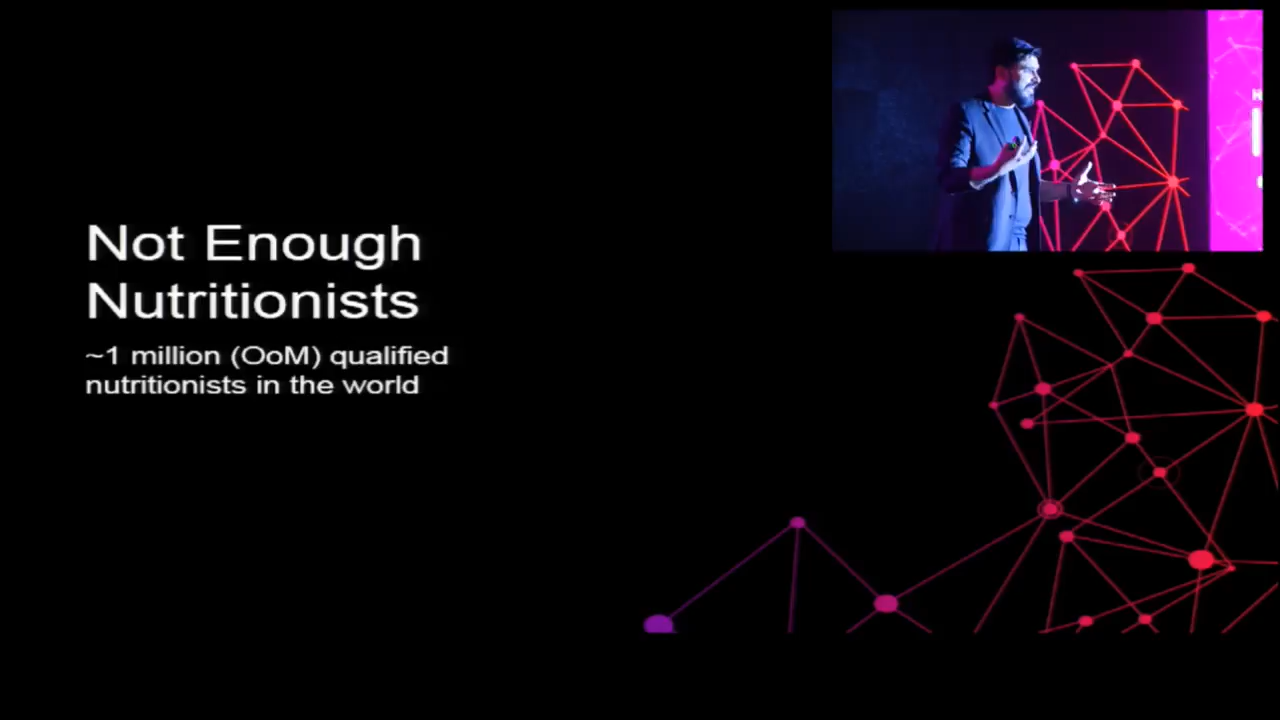 Not Enough
Nutritionists
~1 million (OoM) qualified
nutritionists in the world